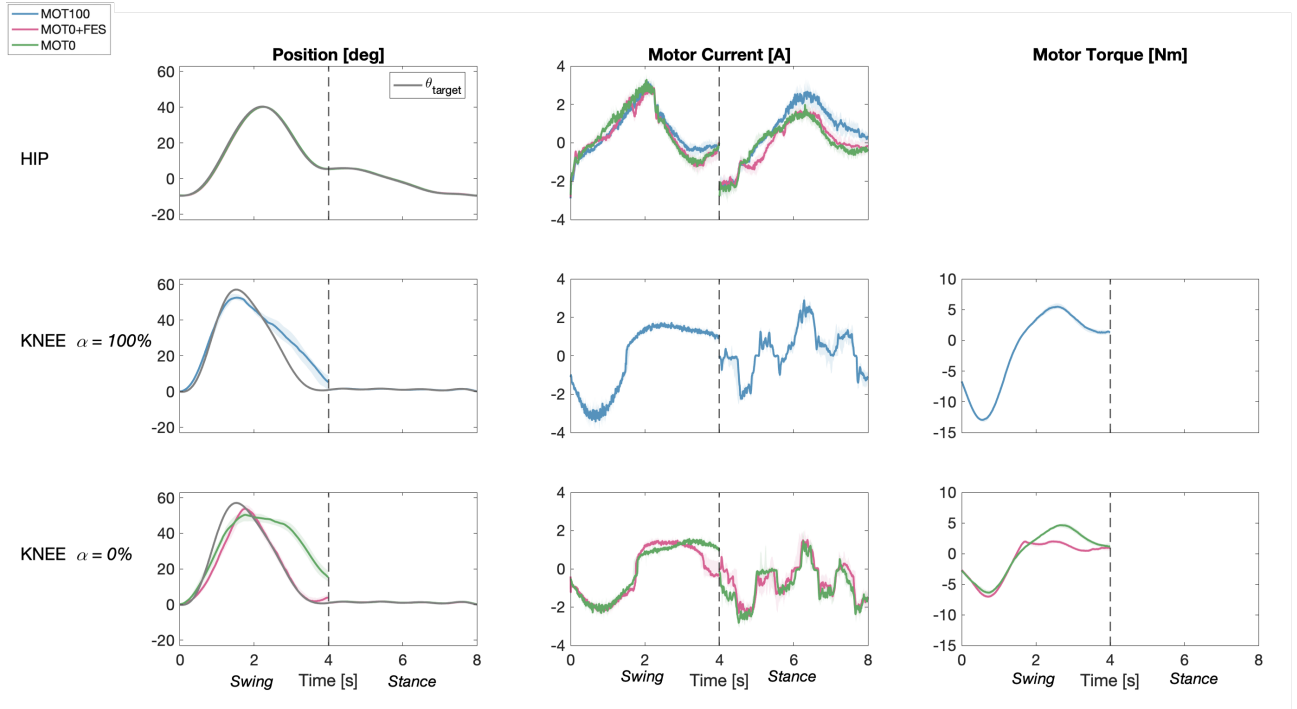 MOT100
MOT0+FES
MOT0
Position [deg]
Motor Current [A]
Motor Torque [Nm]
HIP
60
40
20
0
-20
θtarget
4
2
0
-2
-4
KNEE α = 100%
60
40
20
0
-20
4
2
0
-2
-4
10
5
0
-5
-10
-15
KNEE α = 0%
60
40
20
0
-20
0 2 4 6 8
Swing Time [s] Stance
4
2
0
-2
-4
0 2 4 6 8
Swing Time [s] Stance
10
5
0
-5
-10
-15
0 2 4 6 8
Swing Time [s] Stance